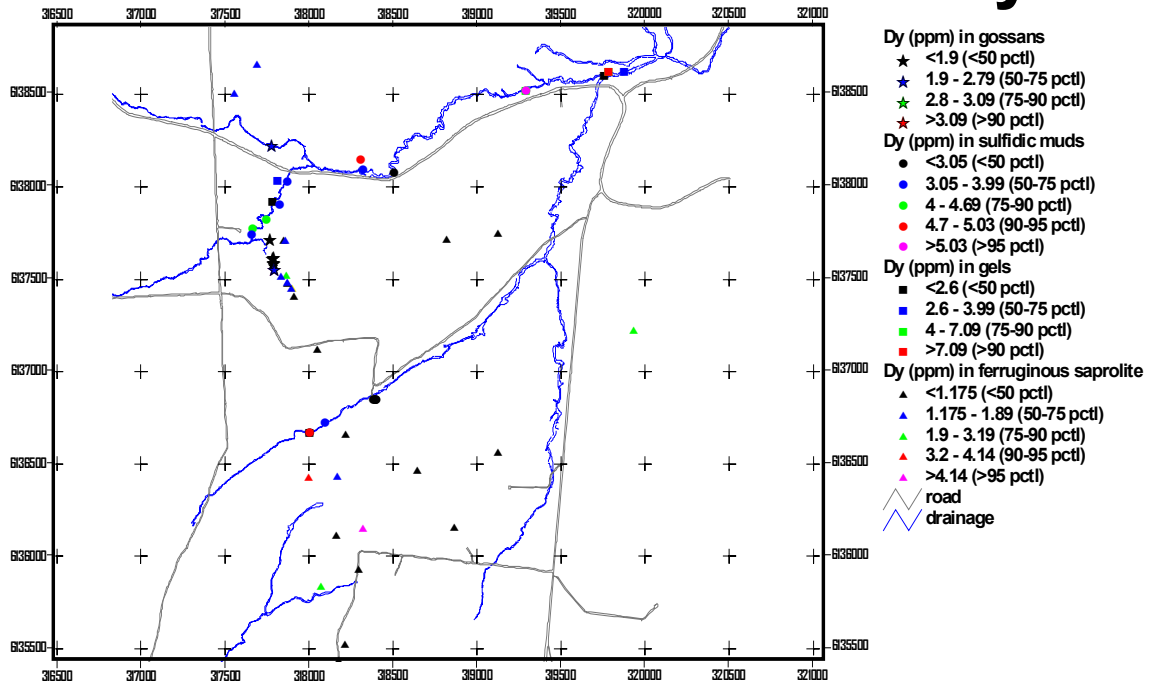 y
316500 317000 317500 318000 318500 319000 319500 320000 320500 321000
Dy (ppm) in gossans
<1.9 (<50 pctl)
1.9 - 2.79 (50-75 pctl)
2.8 - 3.09 (75-90 pctl)
>3.09 (>90 pctl)
Dy (ppm) in sulfidic muds
<3.05 (<50 pctl)
3.05 - 3.99 (50-75 pctl)
4 - 4.69 (75-90 pctl)
4.7 - 5.03 (90-95 pctl)
>5.03 (>95 pctl)
Dy (ppm) in gels
<2.6 (<50 pctl)
2.6 - 3.99 (50-75 pctl)
4 - 7.09 (75-90 pctl)
>7.09 (>90 pctl)
Dy (ppm) in ferruginous saprolite
<1.175 (<50 pctl)
1.175 - 1.89 (50-75 pctl)
1.9 - 3.19 (75-90 pctl)
3.2 - 4.14 (90-95 pctl)
>4.14 (>95 pctl)
road
drainage
6138500 6138500
6138000 6138000
6137500 6137500
6137000 6137000
6136500 6136500
6136000 6136000
6135500 6135500
316500 317000 317500 318000 318500 319000 319500 320000 320500 321000